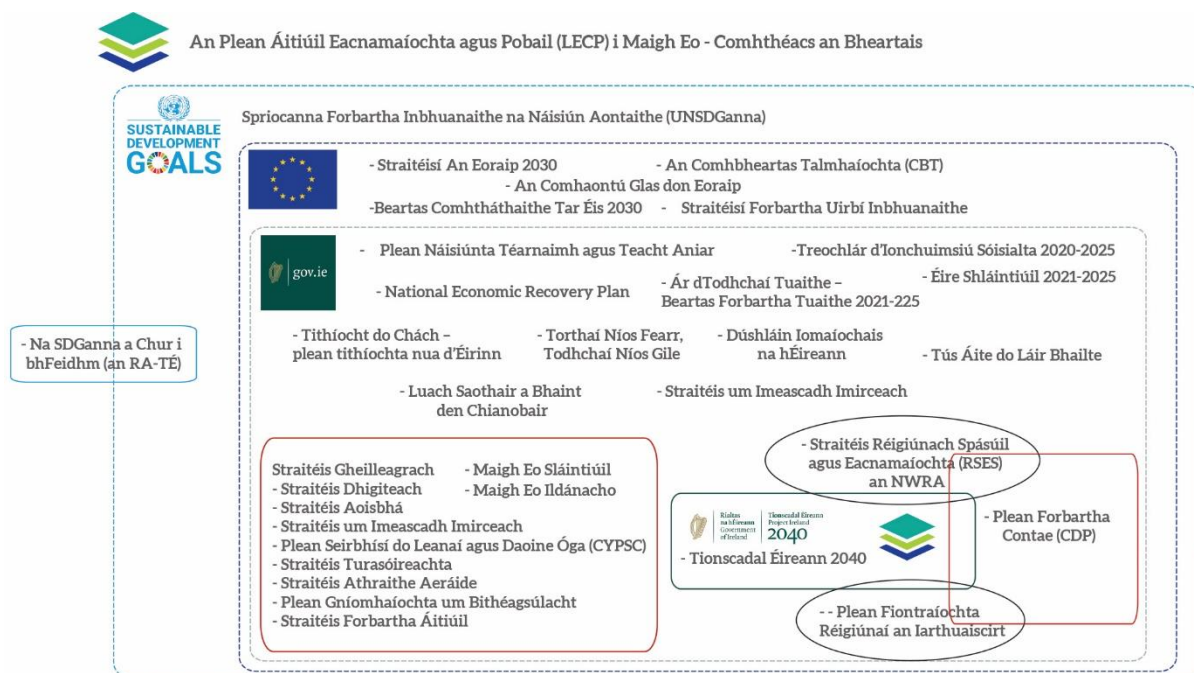 An Plean Áitiúil Eacnamaíochta agus Pobail (LECP) i Maigh Eo - Comhthéacs an Bheartais
SUSTAINABLE
DEVELOPMENT
GOALS
Spriocanna Forbartha Inbhuanaithe na Náisiún Aontaithe (UNSDGanna)
- Straitéisí An Eoraip 2030
- An Comhbheartas Talmhaíochta (CBT)
- An Comhaontú Glas don Eoraip
-Beartas Comhtháthaithe Tar Éis 2030
- Straitéisí Forbartha Uirbí Inbhuanaithe
gov.ie
- Plean Náisiúnta Téarnaimh agus Teacht Aniar
-Treochlár d'Ionchuimsiú Sóisialta 2020-2025
- National Economic Recovery Plan
- Ár dTodhchaí Tuaithe –
Beartas Forbartha Tuaithe 2021-225
- Éire Shláintiúil 2021-2025
- Na SDGanna a Chur i
bhFeidhm (an RA-TÉ)
- Tithíocht do Chách –
plean tithíochta nua d'Éirinn
- Torthaí Níos Fearr,
Todhchaí Níos Gile
- Dúshláin Iomaíochais
na hÉireann
- Tús Áite do Láir Bhailte
- Luach Saothair a Bhaint
den Chianobair
- Straitéis um Imeascadh Imirceach
Straitéis Gheilleagrach
- Straitéis Dhigiteach
- Straitéis Aoisbhá
- Straitéis um Imeascadh Imirceach
- Plean Seirbhísí do Leanaí agus Daoine Óga (CYPSC)
- Straitéis Turasóireachta
- Straitéis Athraithe Aeráide
- Plean Gníomhaíochta um Bithéagsúlacht
- Straitéis Forbartha Áitiúil
- Maigh Eo Sláintiúil
- Maigh Eo Ildánacho
- Straitéis Réigiúnach Spásúil
agus Eacnamaíochta (RSES)
an NWRA
Rialtas
na hÉireann
Government
of Ireland
Tionscadal Éireann
Project Ireland
2040
- Tionscadal Éireann 2040
- Plean Forbartha
Contae (CDP)
- - Plean Fiontraíochta
Réigiúnaí an Iarthuaiscirt